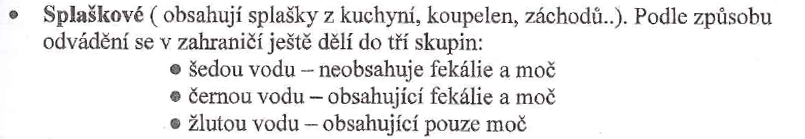 • Splaškové ( obsahují splašky z kuchyní, koupelen, záchodů..). Podle způsobu
odvádění se v zahraničí ještě dělí do tří skupin:
• šedou vodu – neobsahuje fekálie a moč
• černou vodu – obsahující fekálie a moč
• žlutou vodu – obsahující pouze moč